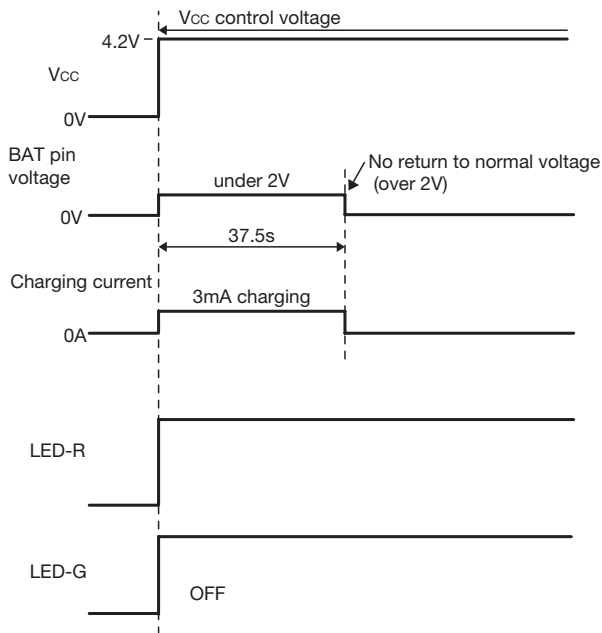 Vcc control voltage
4.2V
Vcc
0V
BAT pin
voltage
under 2V
No return to normal voltage
(over 2V)
0V
37.5s
Charging current
3mA charging
0A
LED-R
LED-G
OFF